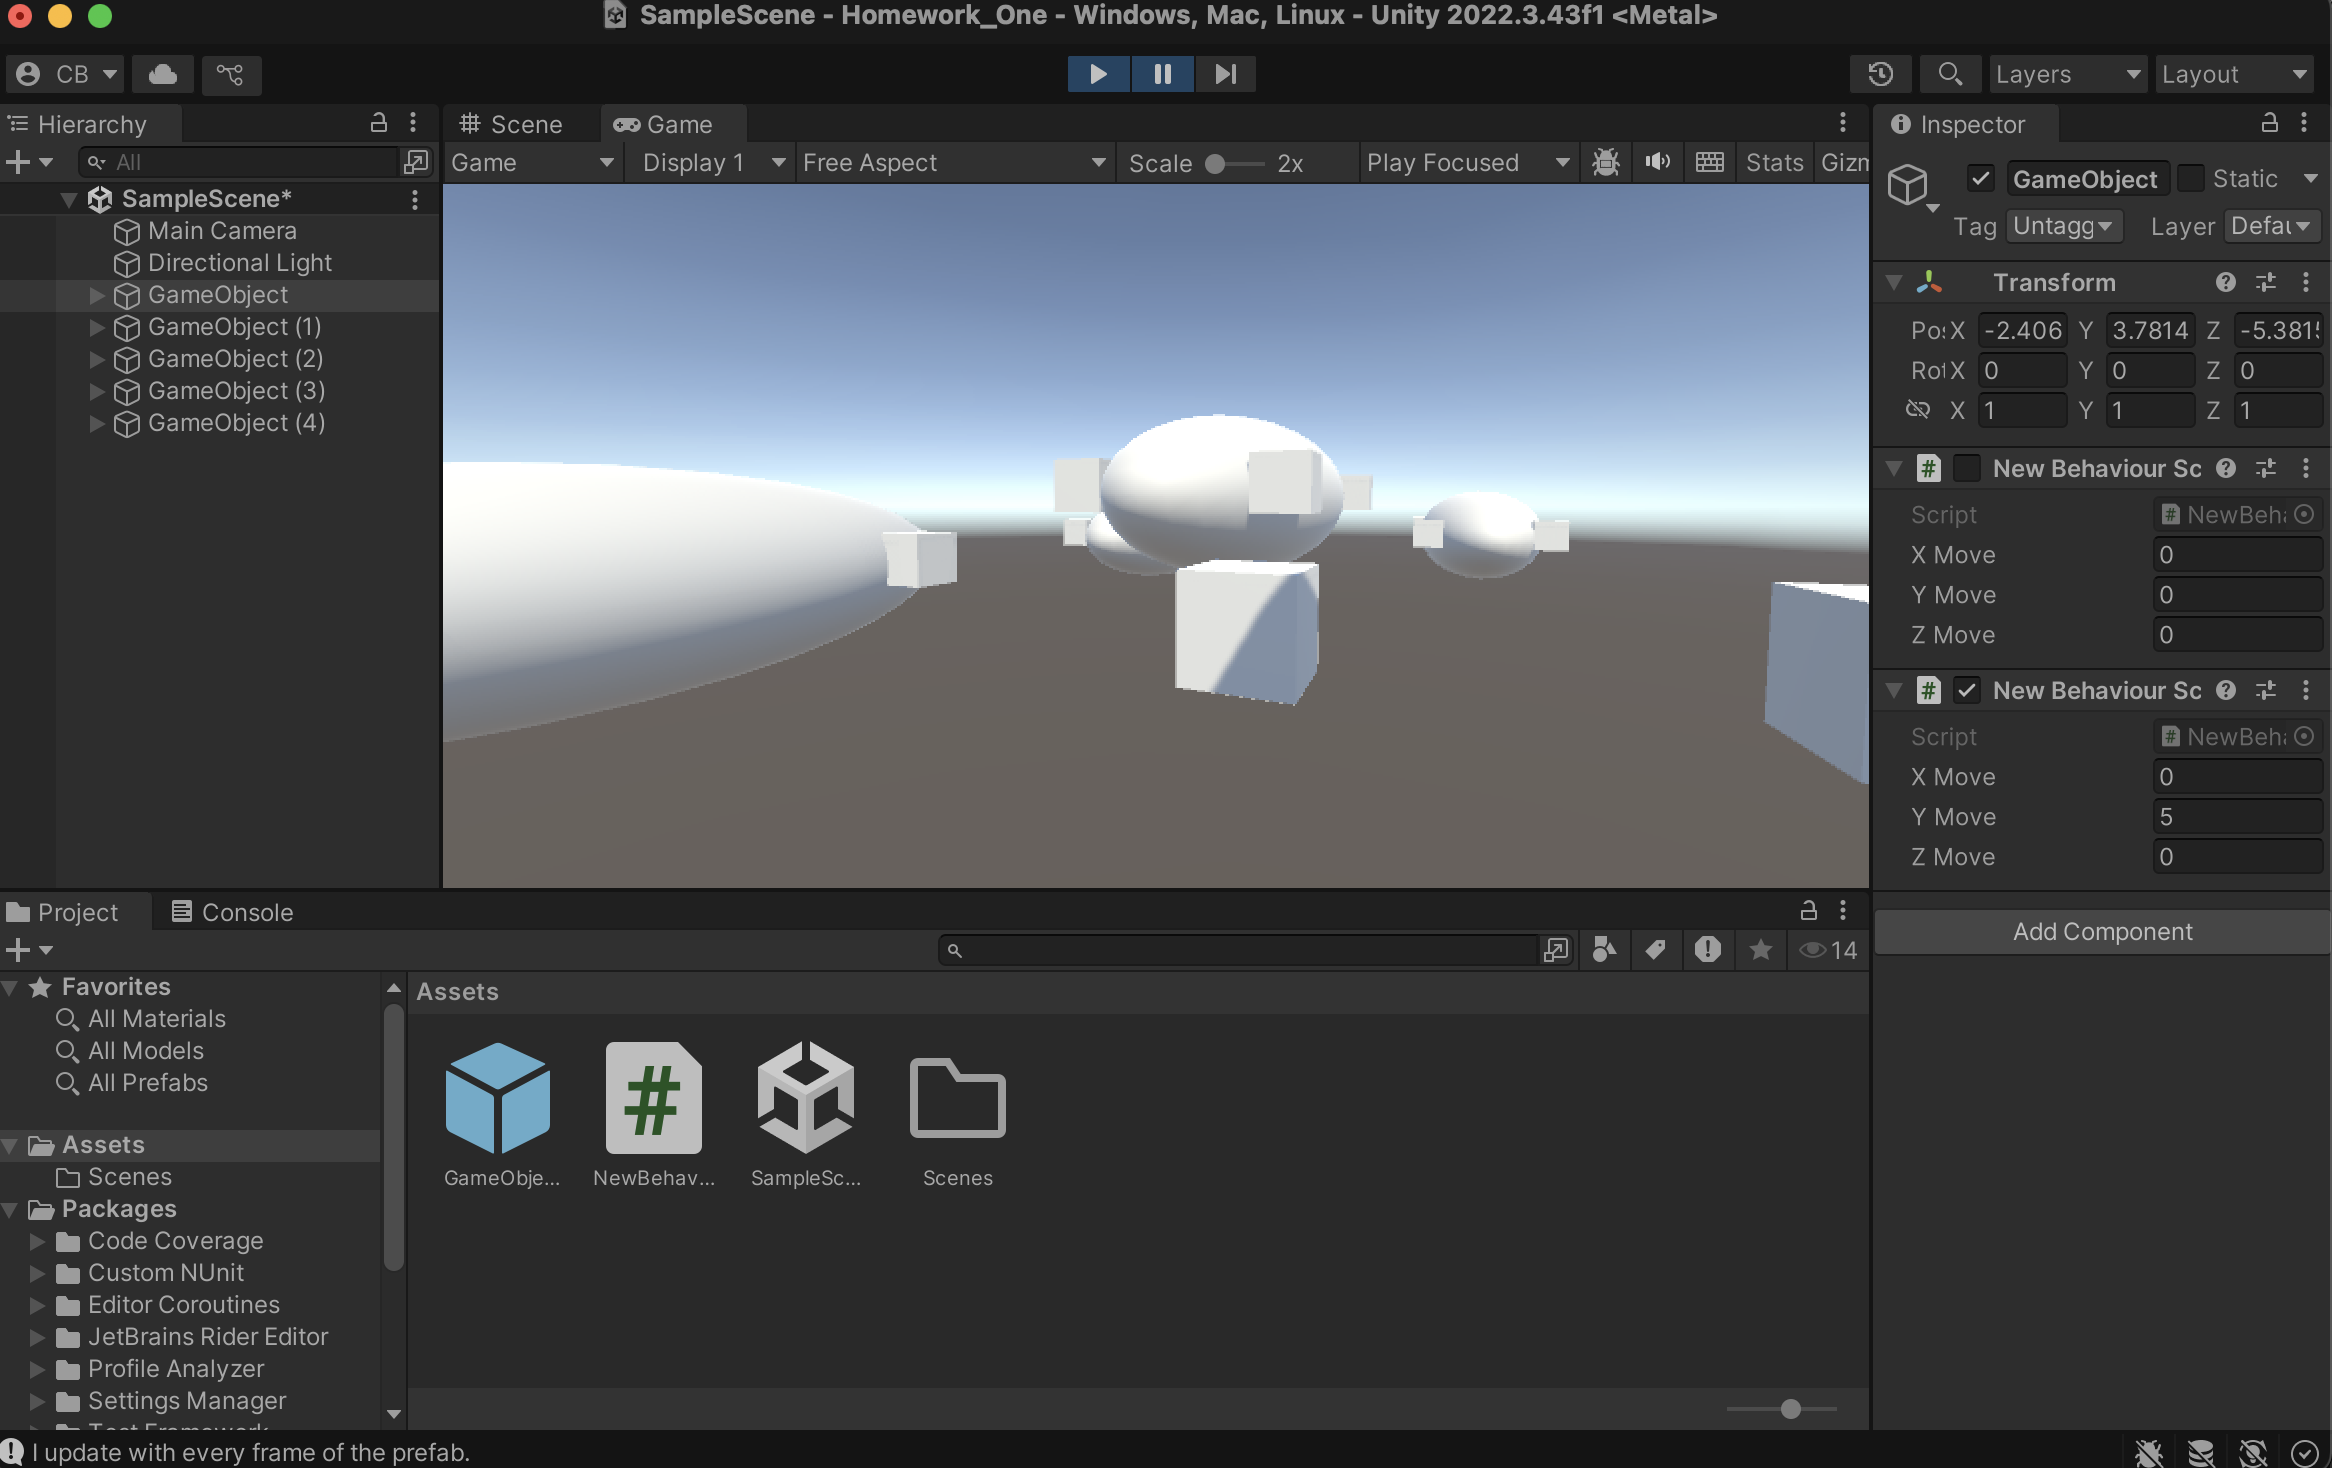 SampleScene - Homework_One - Windows, Mac, Linux - Unity 2022.3.43f1 <Metal>
CB
Layers
Layout
Hierarchy
All
SampleScene*
Main Camera
Directional Light
GameObject
GameObject (1)
GameObject (2)
GameObject (3)
GameObject (4)
Scene
Game
Game
Display 1
Free Aspect
Scale
2x
Play Focused
Stats
Gizm
Inspector
GameObject
Static
Tag Untagg
Layer Defau
Transform
Pos X -2.406 Y 3.7814 Z -5.381
Rot X 0 Y 0 Z 0
X 1 Y 1 Z 1
New Behaviour Sc
Script NewBeh
X Move 0
Y Move 0
Z Move 0
New Behaviour Sc
Script NewBeh
X Move 0
Y Move 5
Z Move 0
Add Component
Project
Console
14
Favorites
All Materials
All Models
All Prefabs
Assets
Scenes
Packages
Code Coverage
Custom NUnit
Editor Coroutines
JetBrains Rider Editor
Profile Analyzer
Settings Manager
Test Framework
Assets
GameObje...
NewBehav...
SampleSc...
Scenes
I update with every frame of the prefab.